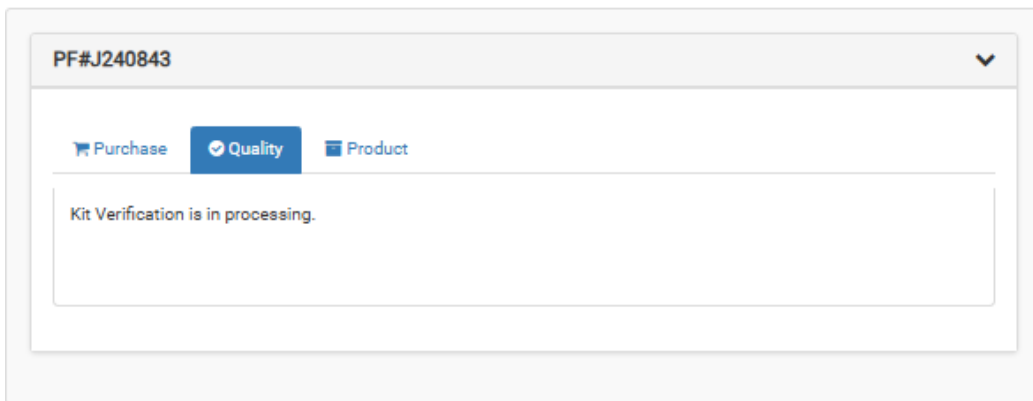 PF#J240843
Purchase Quality Product
Kit Verification is in processing.